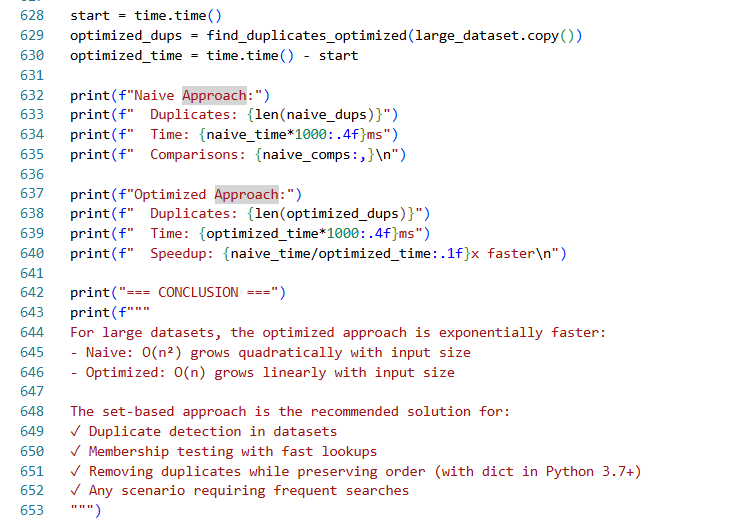 628 start = time.time()
629 optimized_dups = find_duplicates_optimized(large_dataset.copy())
630 optimized_time = time.time() - start
631
632 print(f"Naive Approach:")
633 print(f"  Duplicates: {len(naive_dups)}")
634 print(f"  Time: {naive_time*1000:.4f}ms")
635 print(f"  Comparisons: {naive_comps:,}\n")
636
637 print(f"Optimized Approach:")
638 print(f"  Duplicates: {len(optimized_dups)}")
639 print(f"  Time: {optimized_time*1000:.4f}ms")
640 print(f"  Speedup: {naive_time/optimized_time:.1f}x faster\n")
641
642 print("=== CONCLUSION ===")
643 print(f"""
644 For large datasets, the optimized approach is exponentially faster:
645 - Naive: O(n²) grows quadratically with input size
646 - Optimized: O(n) grows linearly with input size
647
648 The set-based approach is the recommended solution for:
649 ✓ Duplicate detection in datasets
650 ✓ Membership testing with fast lookups
651 ✓ Removing duplicates while preserving order (with dict in Python 3.7+)
652 ✓ Any scenario requiring frequent searches
653 """)